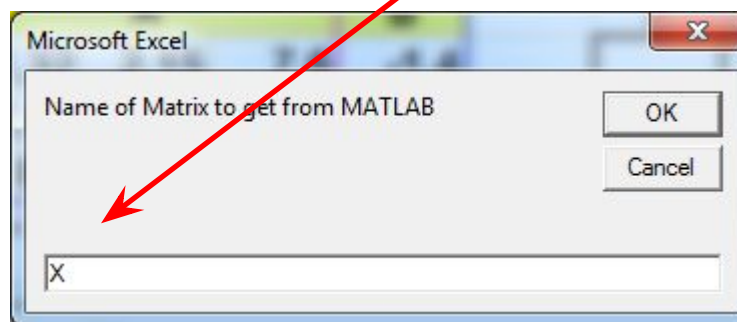 Microsoft Excel
Name of Matrix to get from MATLAB
OK
Cancel
X